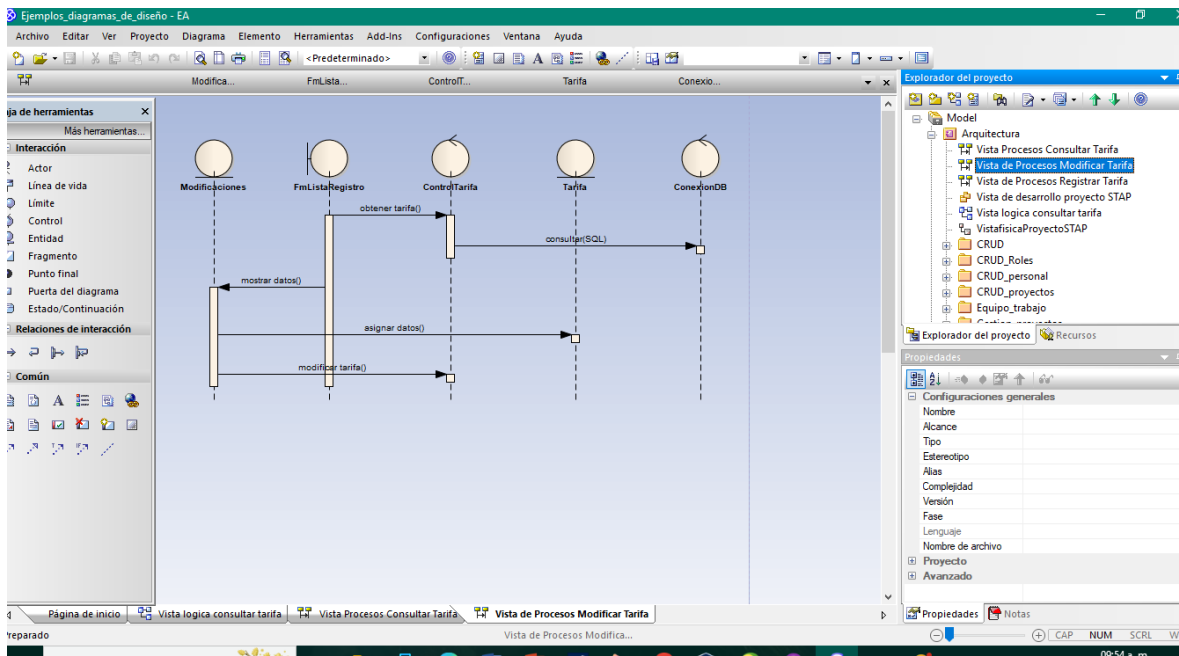 Ejemplos_diagramas_de_diseño - EA
Archivo Editar Ver Proyecto Diagrama Elemento Herramientas Add-Ins Configuraciones Ventana Ayuda
<Predeterminado>
Modifica... FmLista... ControlT... Tarifa Conexio...
ja de herramientas
Más herramientas...
Interacción
Actor
Línea de vida
Límite
Control
Entidad
Fragmento
Punto final
Puerta del diagrama
Estado/Continuación
Relaciones de interacción
Común
Modificaciones FmListaRegistro ControlTarifa Tarifa ConexionDB
obtener tarifa()
consultar(SQL)
mostrar datos()
asignar datos()
modificar tarifa()
Explorador del proyecto
Model
Arquitectura
Vista Procesos Consultar Tarifa
Vista de Procesos Modificar Tarifa
Vista de Procesos Registrar Tarifa
Vista de desarrollo proyecto STAP
Vista logica consultar tarifa
VistafisicaProyectoSTAP
CRUD
CRUD_Roles
CRUD_personal
CRUD_proyectos
Equipo_trabajo
Explorador del proyecto Recursos
Propiedades
Configuraciones generales
Nombre
Alcance
Tipo
Estereotipo
Alias
Complejidad
Versión
Fase
Lenguaje
Nombre de archivo
Proyecto
Avanzado
Página de inicio Vista logica consultar tarifa Vista Procesos Consultar Tarifa Vista de Procesos Modificar Tarifa
Propiedades Notas
Preparado Vista de Procesos Modifica... CAP NUM SCRL W
09:54 a. m.